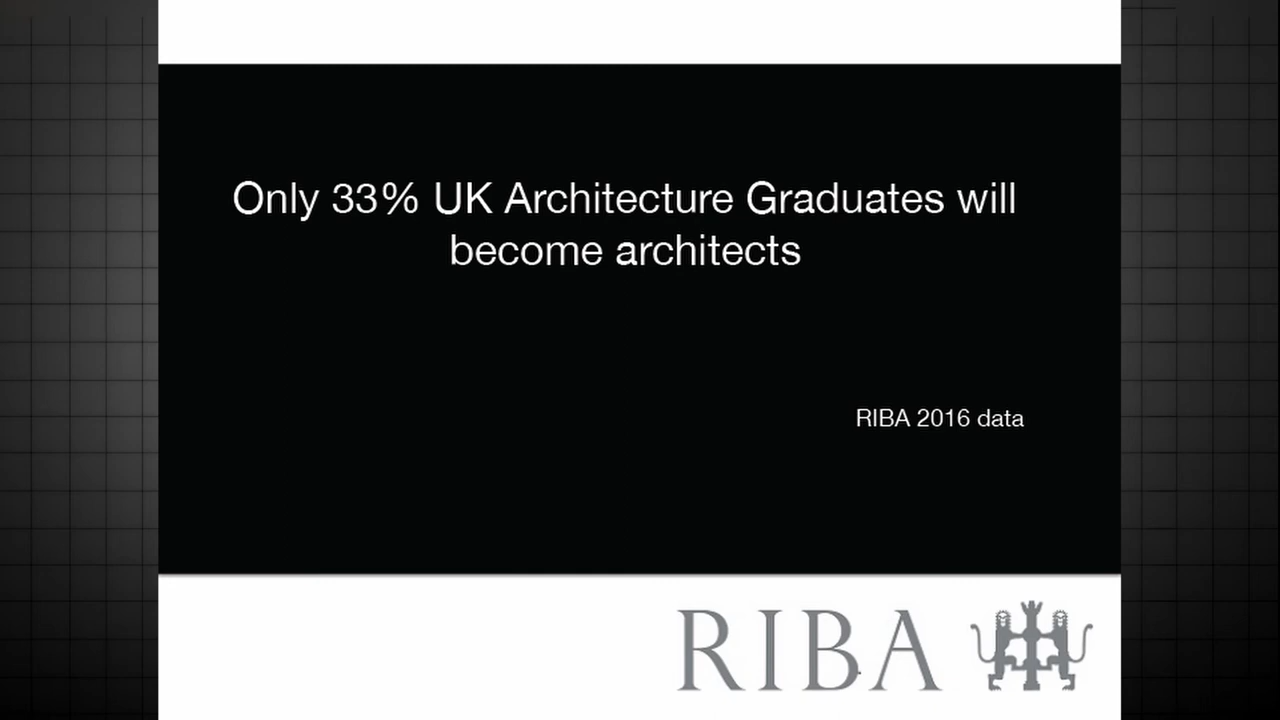 Only 33% UK Architecture Graduates will
become architects
RIBA 2016 data
RIBA